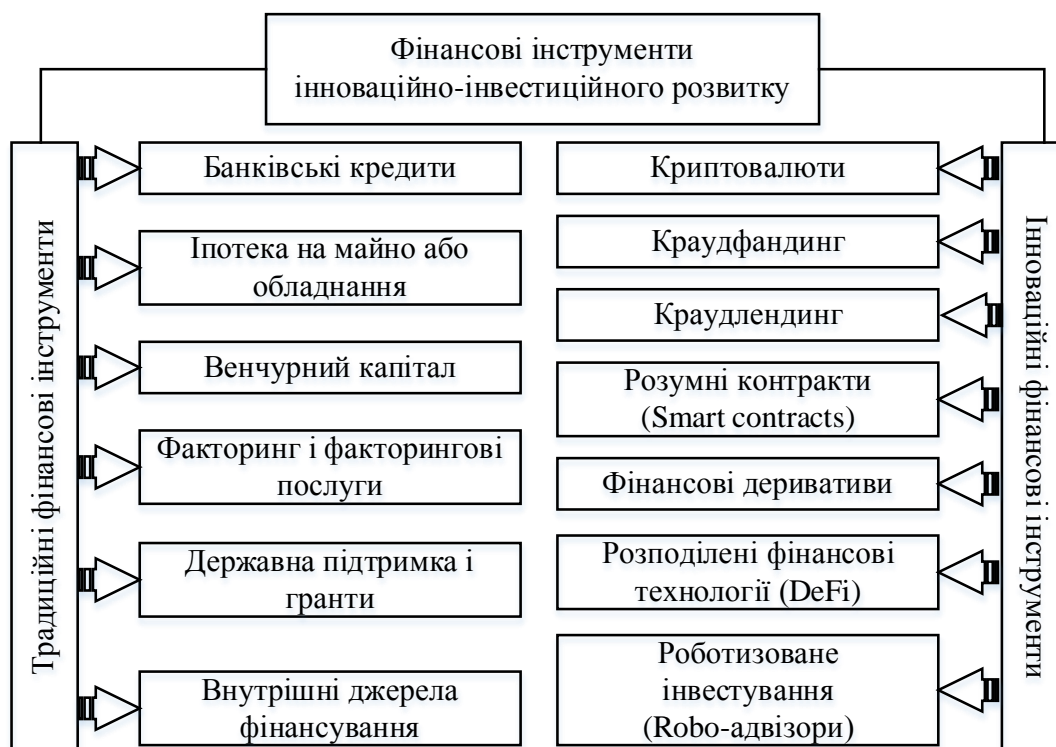 Фінансові інструменти
інноваційно-інвестиційного розвитку
Традиційні фінансові інструменти
Банківські кредити
Іпотека на майно або
обладнання
Венчурний капітал
Факторинг і факторингові
послуги
Державна підтримка і
гранти
Внутрішні джерела
фінансування
Криптовалюти
Краудфандинг
Краудлендинг
Розумні контракти
(Smart contracts)
Фінансові деривативи
Розподілені фінансові
технології (DeFi)
Роботизоване
інвестування
(Robo-адвізори)
Інноваційні фінансові інструменти